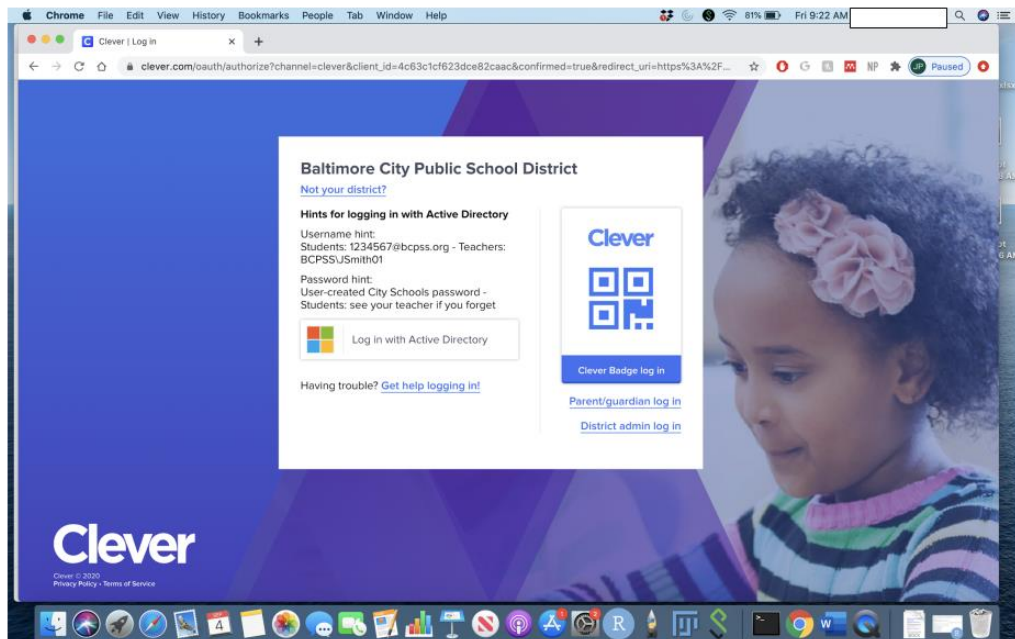 Chrome File Edit View History Bookmarks People Tab Window Help 81% Fri 9:22 AM
Clever | Log in
clever.com/oauth/authorize?channel=clever&client_id=4c63c1cf623dce82caac&confirmed=true&redirect_uri=https%3A%2F... NP JP Paused
Baltimore City Public School District
Not your district?
Hints for logging in with Active Directory
Username hint:
Students: 1234567@bcpss.org - Teachers:
BCPSS\JSmith01
Password hint:
User-created City Schools password -
Students: see your teacher if you forget
Log in with Active Directory
Having trouble? Get help logging in!
Clever
Clever Badge log in
Parent/guardian log in
District admin log in
Clever
Clever © 2020
Privacy Policy • Terms of Service
4